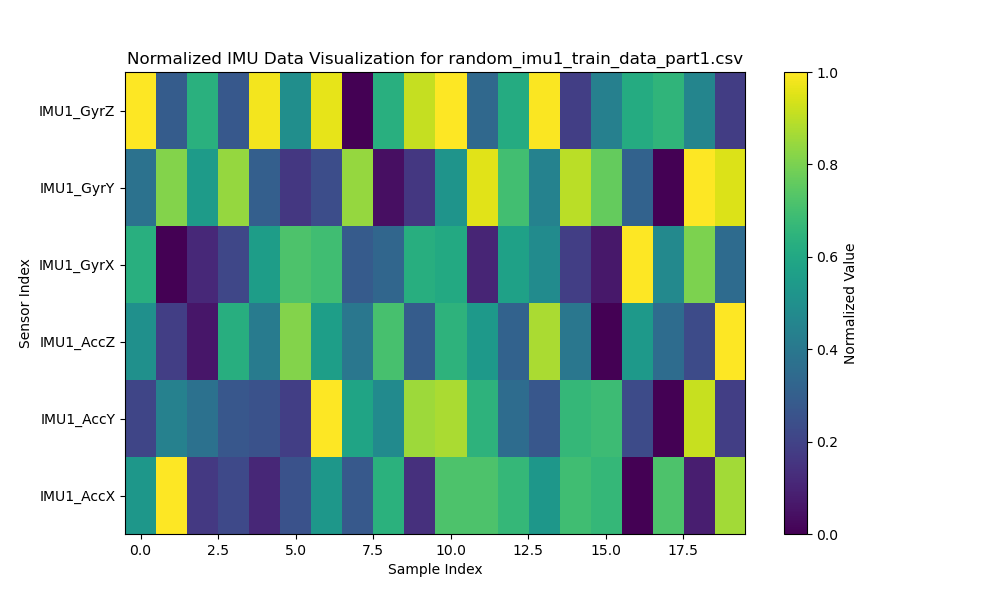 Normalized IMU Data Visualization for random_imu1_train_data_part1.csv
IMU1_GyrZ
IMU1_GyrY
IMU1_GyrX
IMU1_AccZ
IMU1_AccY
IMU1_AccX
Sensor Index
0.0 2.5 5.0 7.5 10.0 12.5 15.0 17.5
Sample Index
1.0
0.8
0.6
0.4
0.2
0.0
Normalized Value